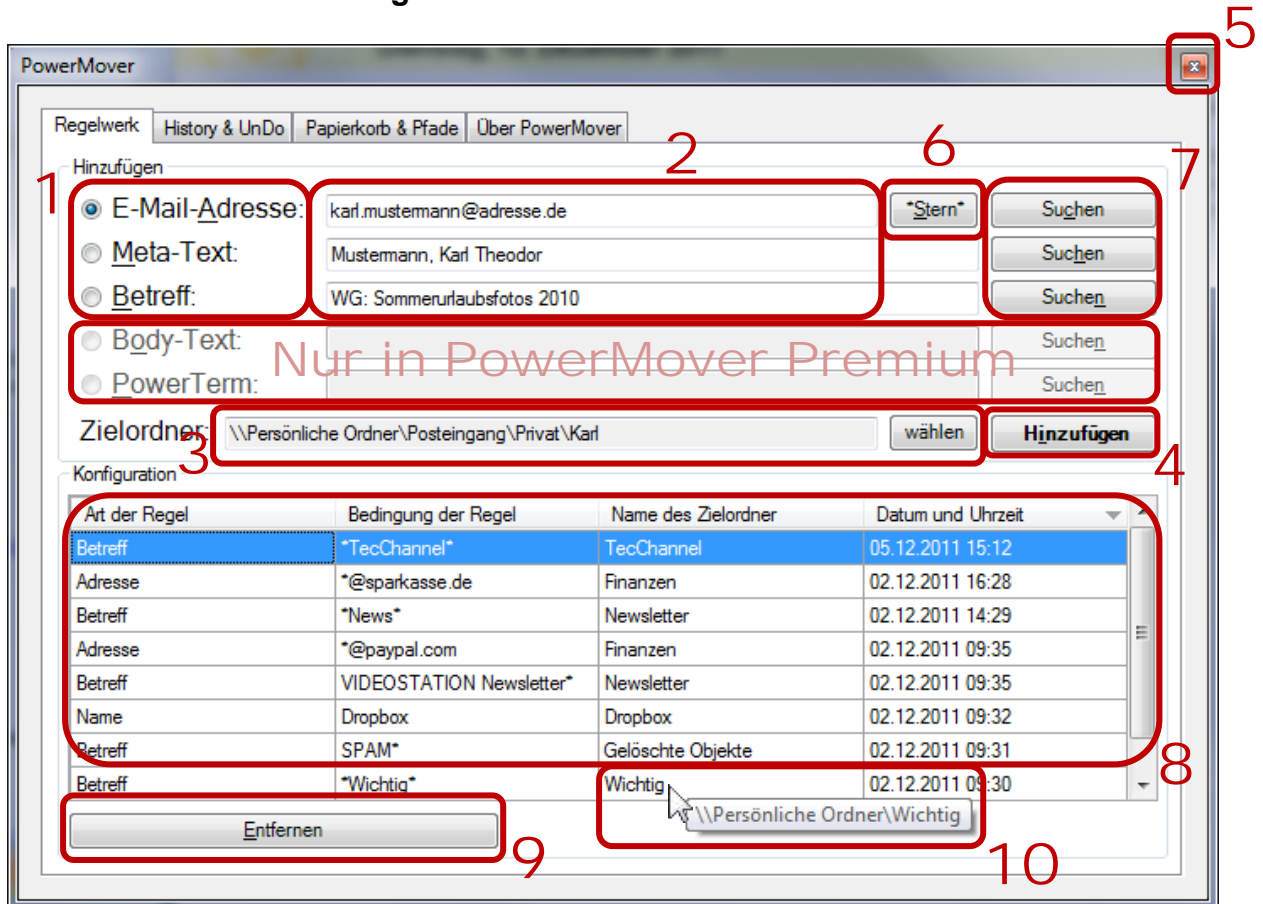 5
PowerMover
Regelwerk History & UnDo Papierkorb & Pfade Über PowerMover
2 6 7
Hinzufügen
1
E-Mail-Adresse: karl.mustermann@adresse.de *Stern* Suchen
Meta-Text: Mustermann, Karl Theodor Suchen
Betreff: WG: Sommerurlaubsfotos 2010 Suchen
Body-Text: Suchen
Nur in PowerMover Premium
PowerTerm: Suchen
Zielordner: \\Persönliche Ordner\Posteingang\Privat\Karl wählen Hinzufügen
3 4
Konfiguration
Art der Regel Bedingung der Regel Name des Zielordner Datum und Uhrzeit
Betreff *TecChannel* TecChannel 05.12.2011 15:12
Adresse *@sparkasse.de Finanzen 02.12.2011 16:28
Betreff *News* Newsletter 02.12.2011 14:29
Adresse *@paypal.com Finanzen 02.12.2011 09:35
Betreff VIDEOSTATION Newsletter* Newsletter 02.12.2011 09:35
Name Dropbox Dropbox 02.12.2011 09:32
Betreff SPAM* Gelöschte Objekte 02.12.2011 09:31
8
Betreff *Wichtig* Wichtig 02.12.2011 09:30
\\Persönliche Ordner\Wichtig
Entfernen
9 10